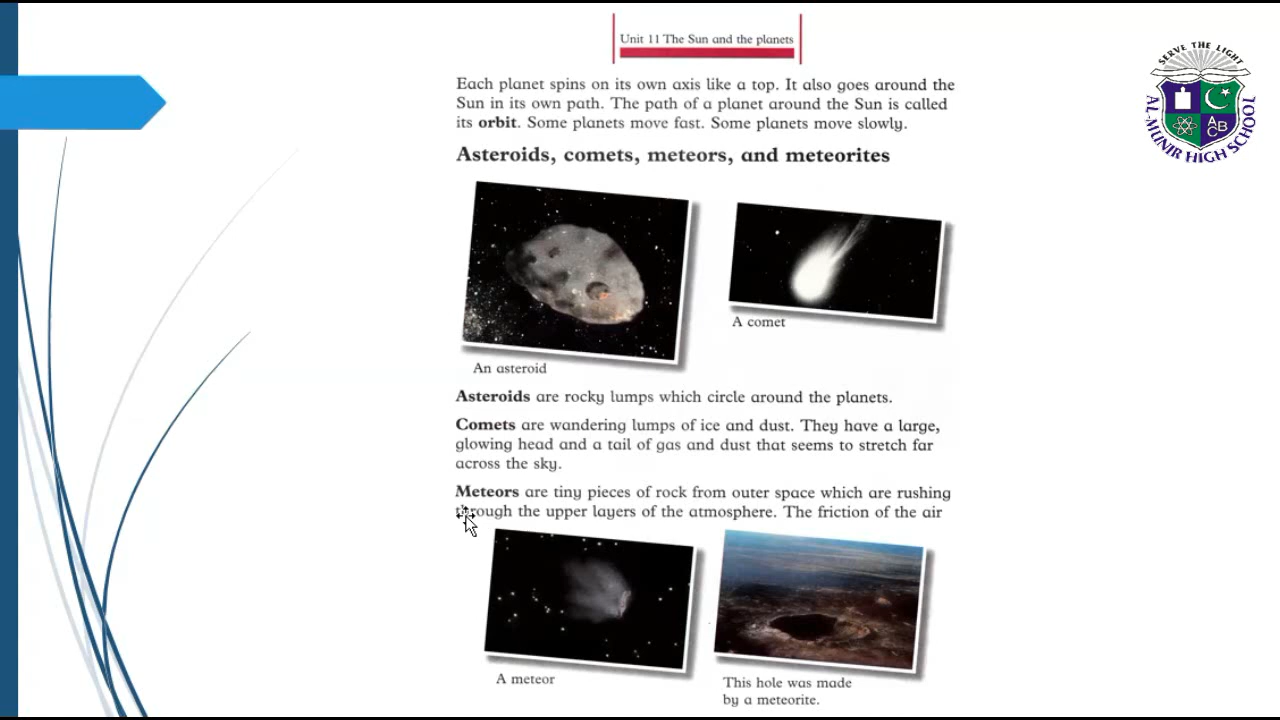 Unit 11 The Sun and the planets
SERVE THE LIGHT
AL-MUNIR HIGH SCHOOL
A
B
C
Each planet spins on its own axis like a top. It also goes around the
Sun in its own path. The path of a planet around the Sun is called
its orbit. Some planets move fast. Some planets move slowly.
Asteroids, comets, meteors, and meteorites
A comet
An asteroid
Asteroids are rocky lumps which circle around the planets.
Comets are wandering lumps of ice and dust. They have a large,
glowing head and a tail of gas and dust that seems to stretch far
across the sky.
Meteors are tiny pieces of rock from outer space which are rushing
through the upper layers of the atmosphere. The friction of the air
A meteor
This hole was made
by a meteorite.